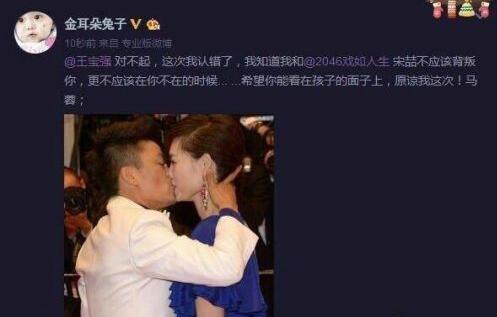 金耳朵兔子
10秒前 来自 专业版微博
@王宝强 对不起，这次我认错了，我知道我和@2046戏如人生 宋喆不应该背叛
你，更不应该在你不在的时候... ...希望你能看在孩子的面子上，原谅我这次！马
蓉；